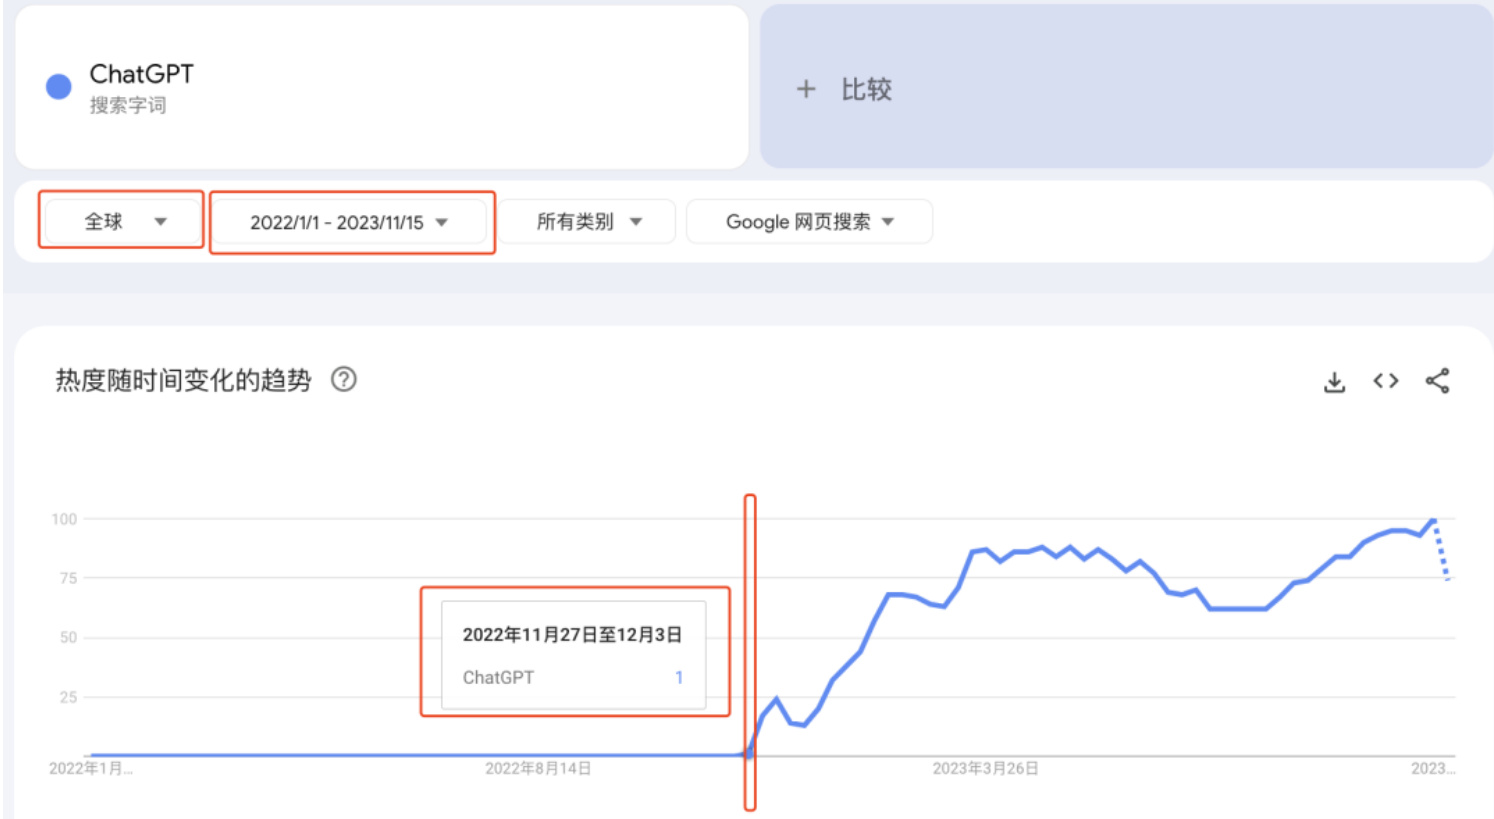 ChatGPT
搜索字词
+ 比较
全球
2022/1/1 - 2023/11/15
所有类别
Google 网页搜索
热度随时间变化的趋势
100
75
50
25
2022年11月27日至12月3日
ChatGPT 1
2022年1月...
2022年8月14日
2023年3月26日
2023...